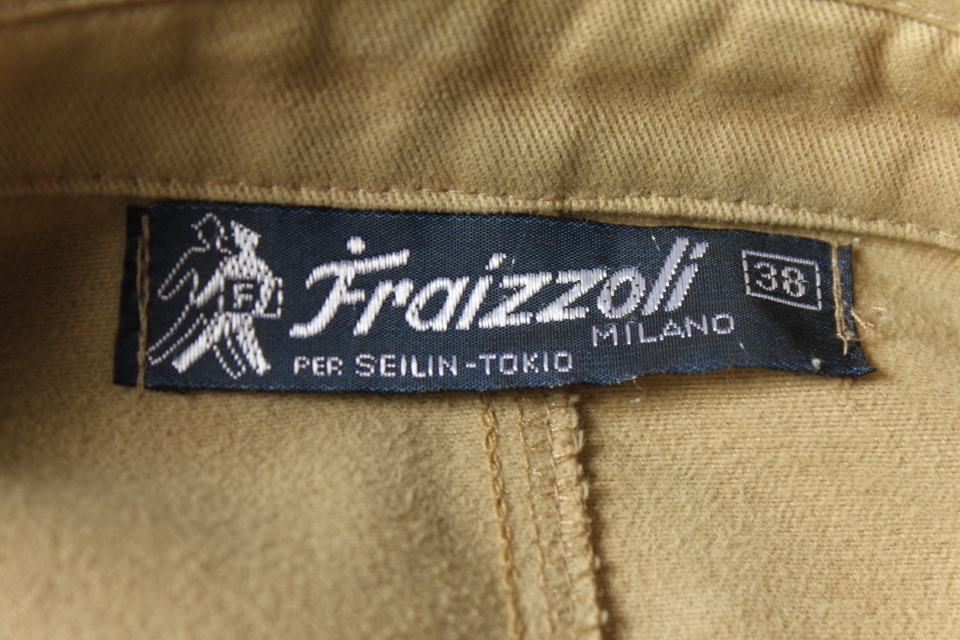 F
Fraizzoli
38
MILANO
PER SEILIN-TOKIO